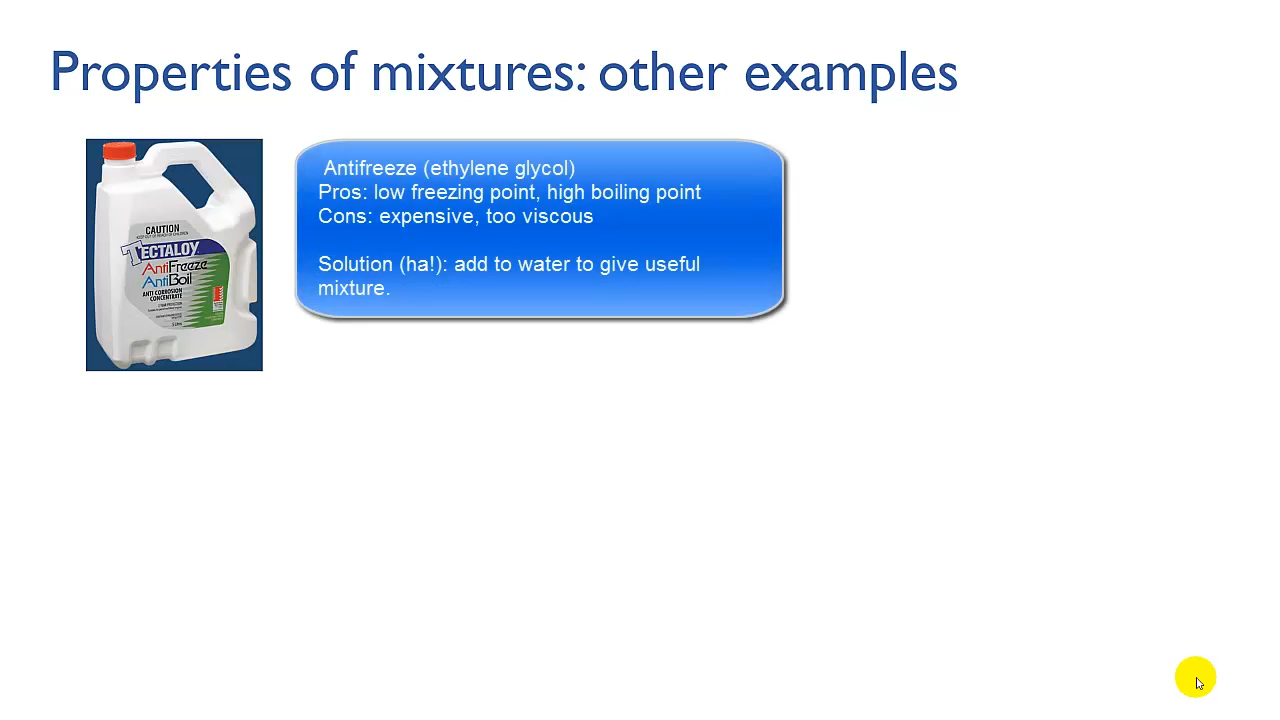 Properties of mixtures: other examples
Antifreeze (ethylene glycol)
Pros: low freezing point, high boiling point
Cons: expensive, too viscous
Solution (ha!): add to water to give useful
mixture.
CAUTION
TECTALOY
AntiFreeze
AntiBoil
ANTI CORROSION
CONCENTRATE